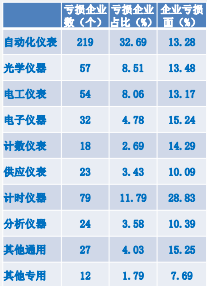 亏损企业数（个） 亏损企业占比（%） 企业亏损面（%）
自动化仪表 219 32.69 13.28
光学仪器 57 8.51 13.48
电工仪器 54 8.06 13.17
电子仪器 32 4.78 15.24
计数仪表 18 2.69 14.29
供应仪表 23 3.43 10.09
计时仪器 79 11.79 28.83
分析仪器 24 3.58 10.39
其他通用 27 4.03 15.25
其他专用 12 1.79 7.69